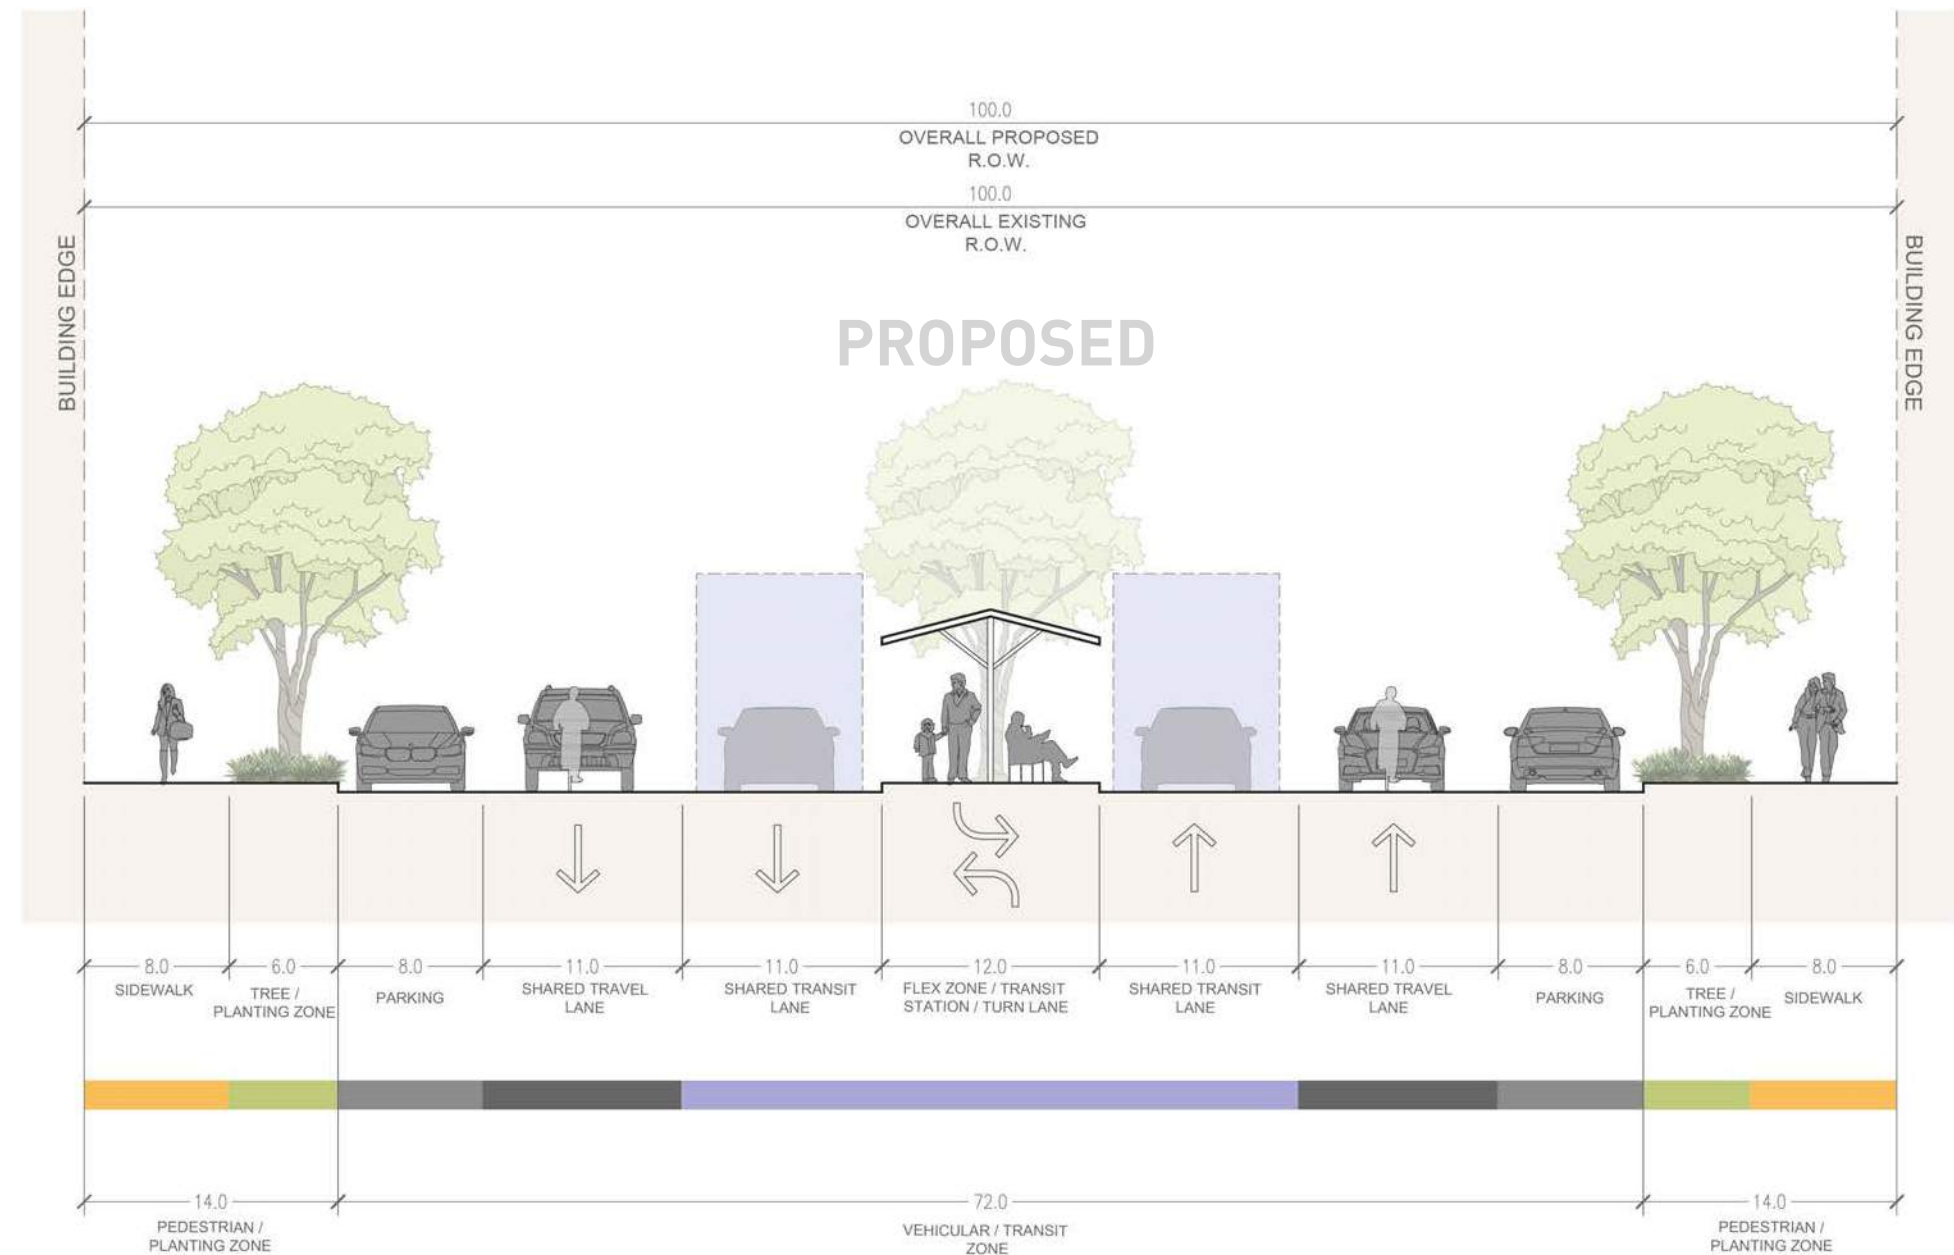 100.0
OVERALL PROPOSED
R.O.W.
100.0
OVERALL EXISTING
R.O.W.
BUILDING EDGE
BUILDING EDGE
PROPOSED
8.0
6.0
8.0
11.0
11.0
12.0
11.0
11.0
8.0
6.0
8.0
SIDEWALK
TREE /
PLANTING ZONE
PARKING
SHARED TRAVEL
LANE
SHARED TRANSIT
LANE
FLEX ZONE / TRANSIT
STATION / TURN LANE
SHARED TRANSIT
LANE
SHARED TRAVEL
LANE
PARKING
TREE /
PLANTING ZONE
SIDEWALK
14.0
PEDESTRIAN /
PLANTING ZONE
72.0
VEHICULAR / TRANSIT
ZONE
14.0
PEDESTRIAN /
PLANTING ZONE